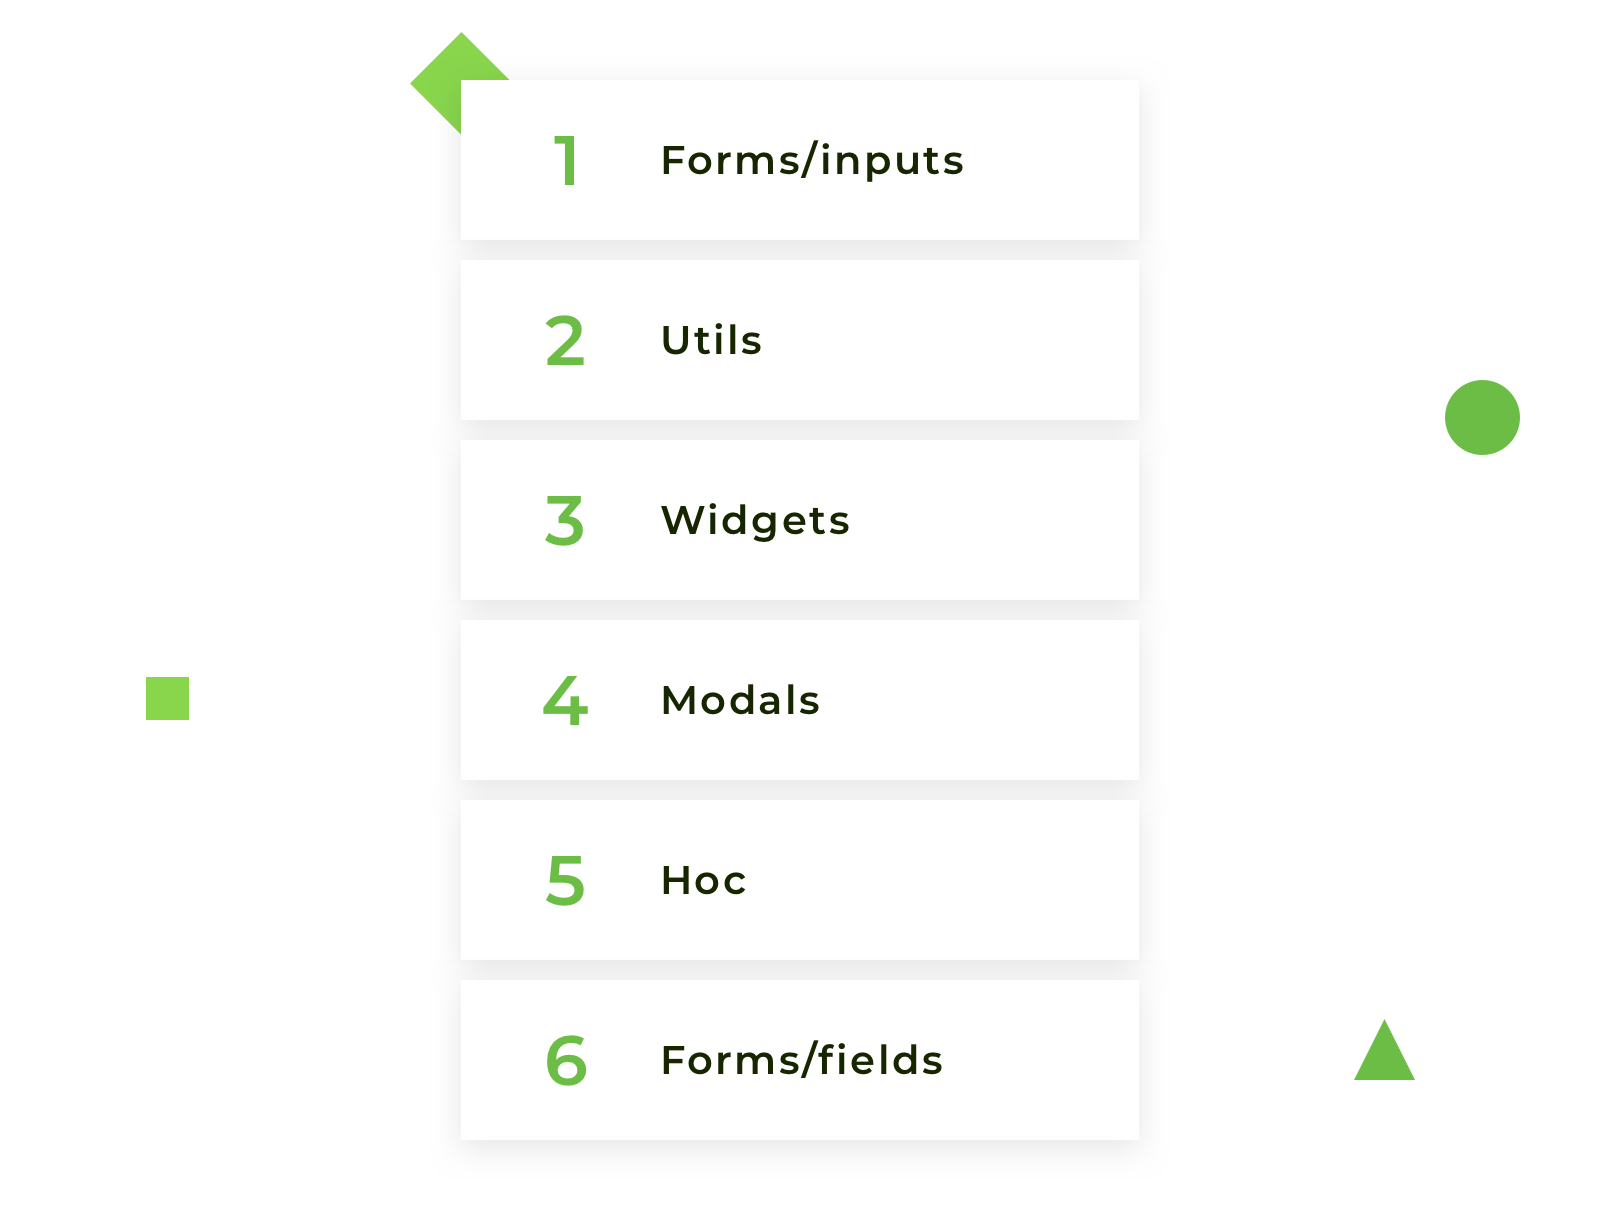 1 Forms/inputs
2 Utils
3 Widgets
4 Modals
5 Hoc
6 Forms/fields